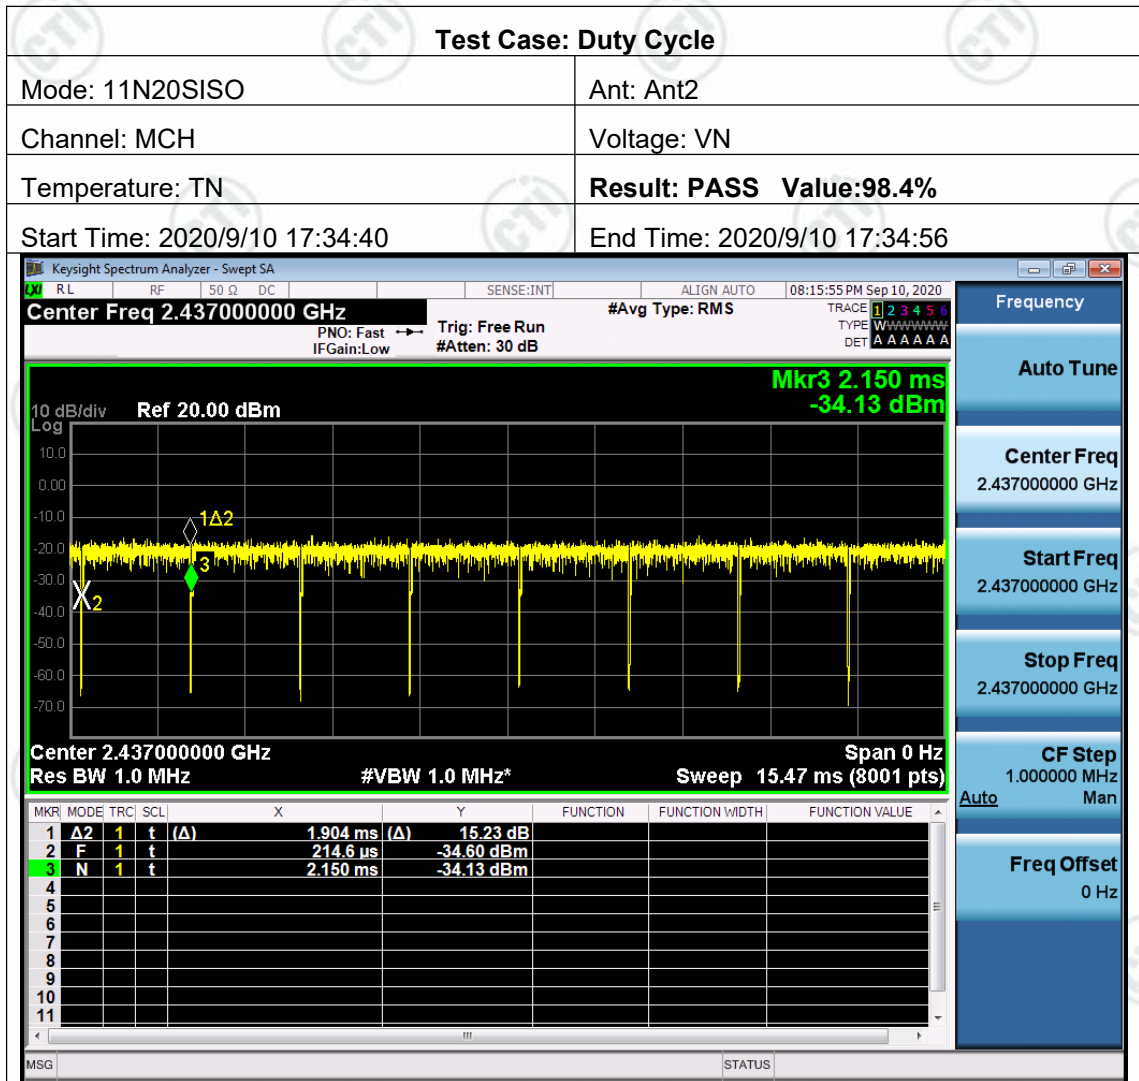 Test Case: Duty Cycle
Mode: 11N20SISO Ant: Ant2
Channel: MCH Voltage: VN
Temperature: TN Result: PASS Value:98.4%
Start Time: 2020/9/10 17:34:40 End Time: 2020/9/10 17:34:56
Keysight Spectrum Analyzer - Swept SA
LXI RL RF 50 Ω DC SENSE:INT ALIGN AUTO 08:15:55 PM Sep 10, 2020
Center Freq 2.437000000 GHz #Avg Type: RMS TRACE 1 2 3 4 5 6
PNO: Fast Trig: Free Run TYPE WWWWWW
IFGain:Low #Atten: 30 dB DET A A A A A A
Frequency
Auto Tune
Center Freq
2.437000000 GHz
Start Freq
2.437000000 GHz
Stop Freq
2.437000000 GHz
CF Step
1.000000 MHz
Auto Man
Freq Offset
0 Hz
Mkr3 2.150 ms
-34.13 dBm
10 dB/div Ref 20.00 dBm
Log
10.0
0.00
-10.0
1Δ2
-20.0
3
-30.0
2
-40.0
-50.0
-60.0
-70.0
Center 2.437000000 GHz Span 0 Hz
Res BW 1.0 MHz #VBW 1.0 MHz* Sweep 15.47 ms (8001 pts)
MKR MODE TRC SCL X Y FUNCTION FUNCTION WIDTH FUNCTION VALUE
1 Δ2 1 t (Δ) 1.904 ms (Δ) 15.23 dB
2 F 1 t 214.6 µs -34.60 dBm
3 N 1 t 2.150 ms -34.13 dBm
4
5
6
7
8
9
10
11
MSG STATUS
CTI